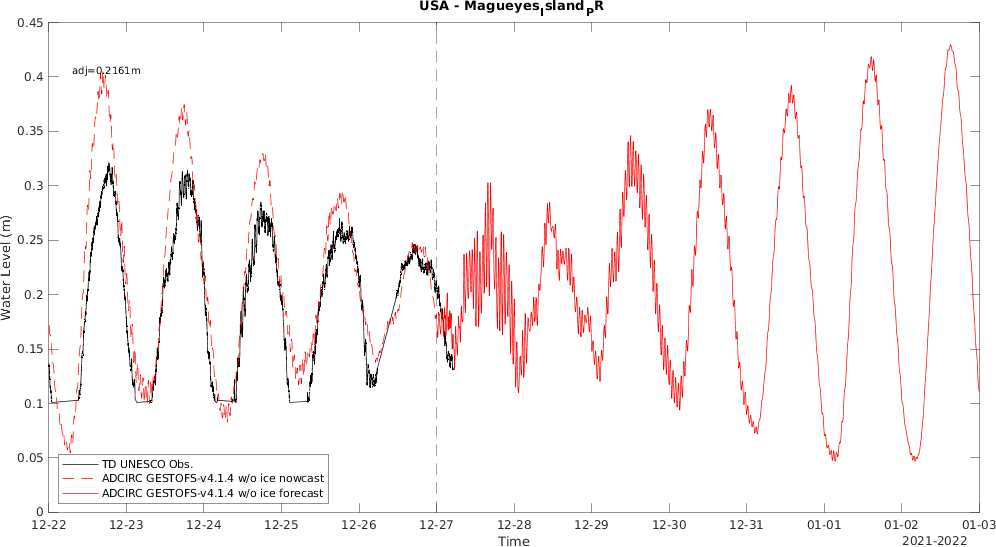 USA - Magueyes_Island_PR
0.45
adj=0.2161m
0.4
0.35
0.3
0.25
0.2
0.15
0.1
0.05
0
Water Level (m)
TD UNESCO Obs.
ADCIRC GESTOFS-v4.1.4 w/o ice nowcast
ADCIRC GESTOFS-v4.1.4 w/o ice forecast
12-22 12-23 12-24 12-25 12-26 12-27 12-28 12-29 12-30 12-31 01-01 01-02 01-03
Time
2021-2022